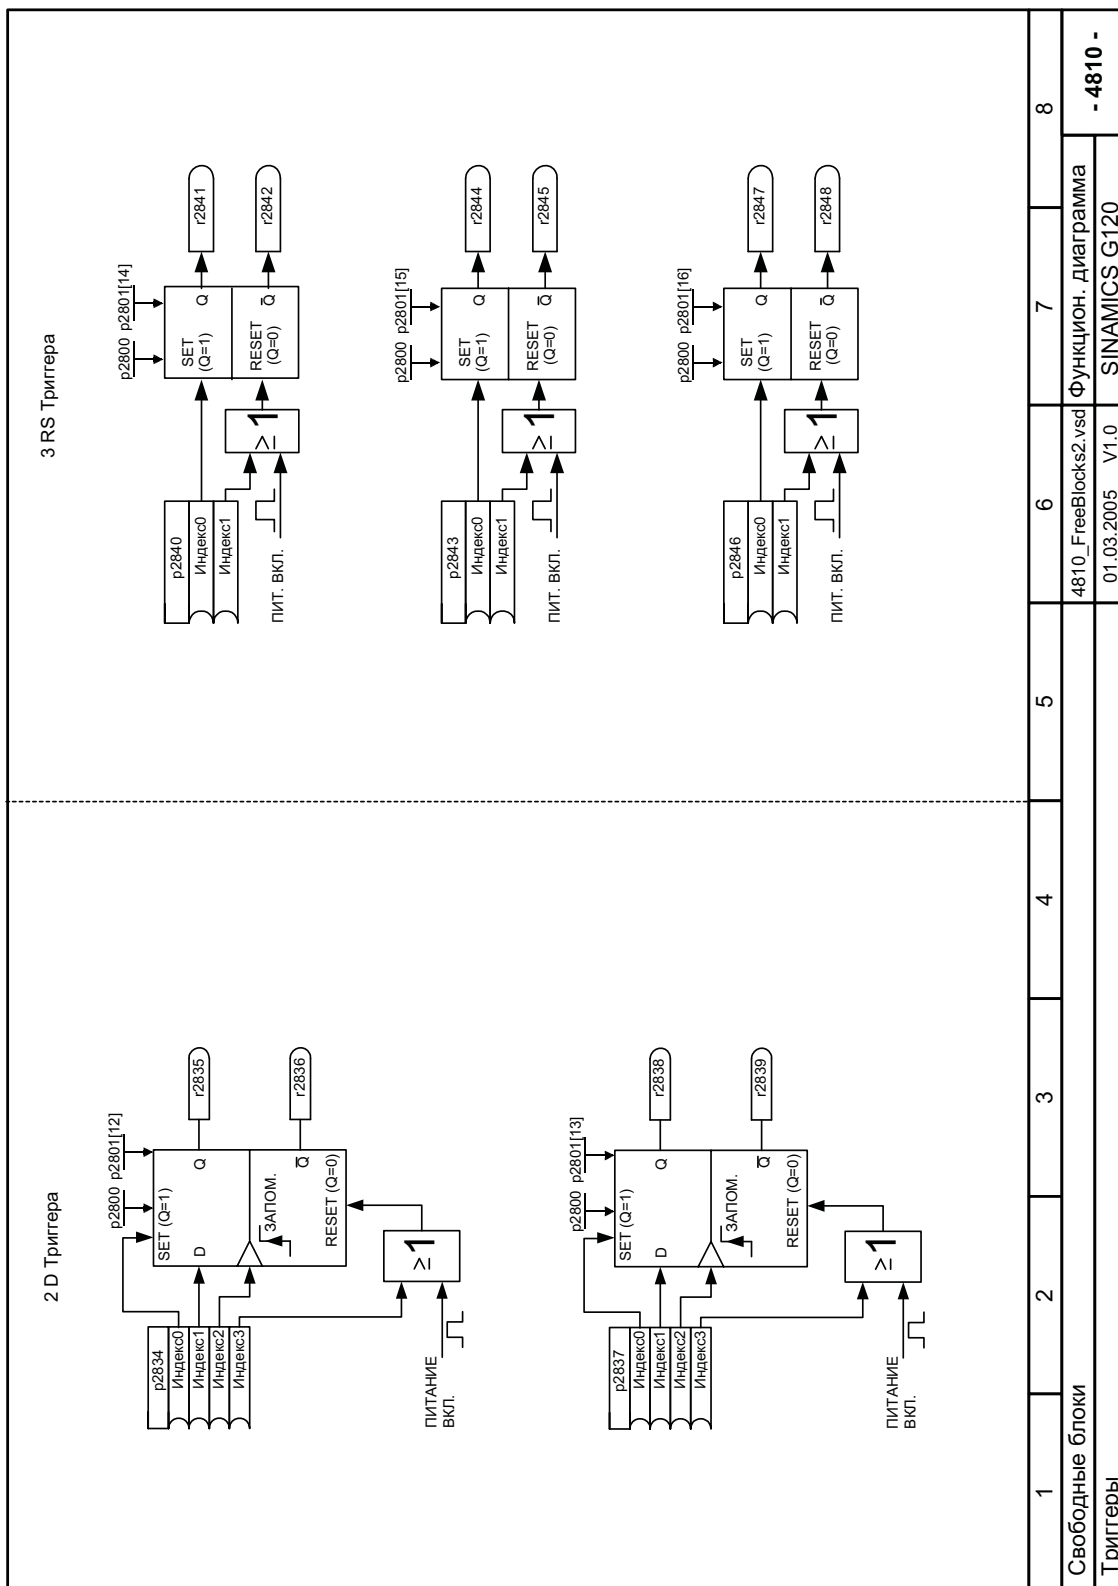 2 D Триггера
p2800 p2801[12]
p2834
Индекс0
Индекс1
Индекс2
Индекс3
SET (Q=1)
D
Q
ЗАПОМ.
Q
RESET (Q=0)
r2835
r2836
≥1
ПИТАНИЕ
ВКЛ.
p2800 p2801[13]
p2837
Индекс0
Индекс1
Индекс2
Индекс3
SET (Q=1)
D
Q
ЗАПОМ.
Q
RESET (Q=0)
r2838
r2839
≥1
ПИТАНИЕ
ВКЛ.
3 RS Триггера
p2800 p2801[14]
p2840
Индекс0
Индекс1
ПИТ. ВКЛ.
≥1
SET
(Q=1)
Q
RESET
(Q=0)
Q
r2841
r2842
p2800 p2801[15]
p2843
Индекс0
Индекс1
ПИТ. ВКЛ.
≥1
SET
(Q=1)
Q
RESET
(Q=0)
Q
r2844
r2845
p2800 p2801[16]
p2846
Индекс0
Индекс1
ПИТ. ВКЛ.
≥1
SET
(Q=1)
Q
RESET
(Q=0)
Q
r2847
r2848
1 2 3 4 5 6 7 8
Свободные блоки 4810_FreeBlocks2.vsd Функцион. диаграмма - 4810 -
Триггеры 01.03.2005 V1.0 SINAMICS G120